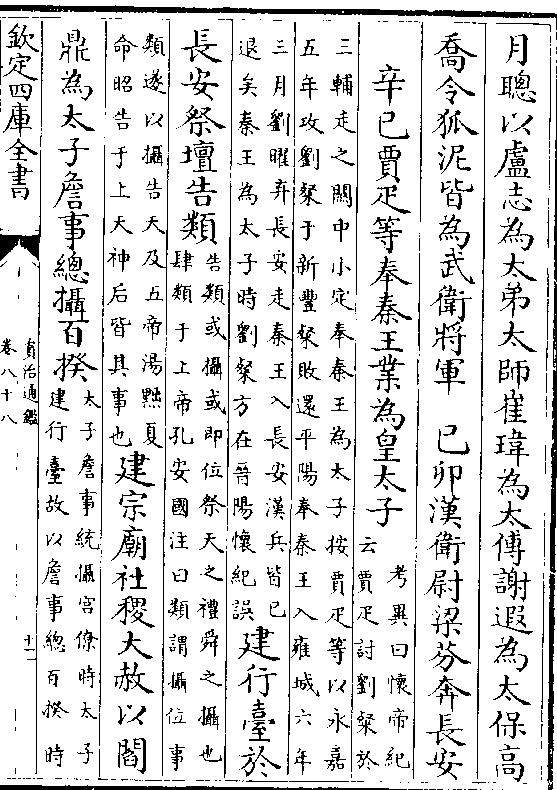 月聰以盧志為太弟太師崔瑋為太傅謝遐為太保高
喬令狐泥皆為武衛將軍　己卯漢衛尉梁芬奔長安
辛巳賈疋等奉秦王業為皇太子
考異曰懷帝紀
云賈疋討劉粲於
三輔走之關中小定奉秦王為太子按賈疋等以永嘉
五年攻劉粲于新豐粲敗還平陽奉秦王入雍城六年
三月劉曜弃長安走秦王入長安漢兵皆已
退矣秦王為太子時劉粲方在晉陽懷紀誤
建行臺於
長安祭壇告類
告類或攝或即位祭天之禮舜之攝也
肆類于上帝孔安國注曰類謂攝位事
類遂以攝告天及五帝湯黜夏
命昭告于上天神后皆其事也
建宗廟社稷大赦以閻
鼎為太子詹事總攝百揆
太子詹事統攝宮僚時太子
建行臺故以詹事總百揆時
欽定四庫全書
資治通鑑
卷八十八
十一